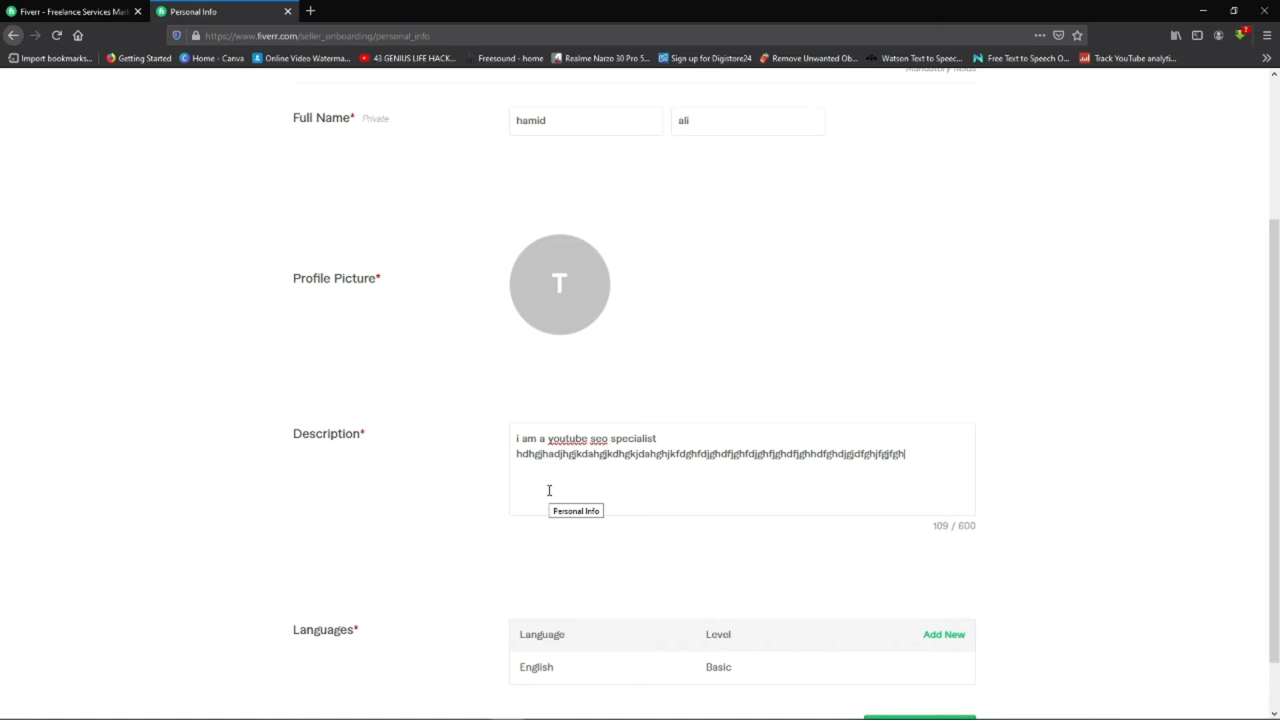 Fiverr - Freelance Services Mar
Personal Info
https://www.fiverr.com/seller_onboarding/personal_info
Import bookmarks...
Getting Started
Home - Canva
Online Video Waterma...
43 GENIUS LIFE HACK...
Freesound - home
Realme Narzo 30 Pro 5...
Sign up for Digistore24
Remove Unwanted Ob...
Watson Text to Speec...
Free Text to Speech O...
Track YouTube analyti...
Mandatory fields
Full Name* Private
hamid
ali
Profile Picture*
T
Description*
i am a youtube seo specialist
hdhgjhadjhgjkdahgjkdhgkjdahghjkfdghfdjghdfjghfdjghfjghdfjghhdfghdjgjdfghjfgjfgh
Personal Info
109 / 600
Languages*
Language Level Add New
English Basic